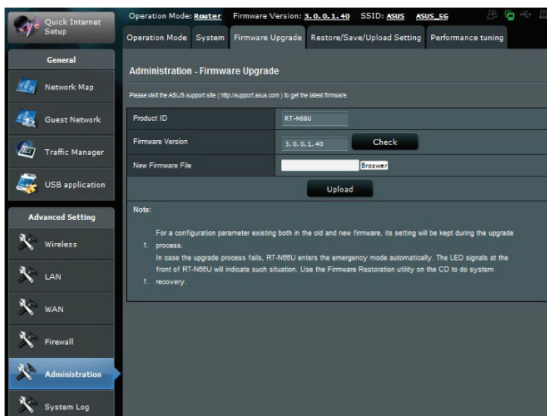 Quick Internet
Setup
Operation Mode: Router Firmware Version: 3.0.0.1.40 SSID: ASUS ASUS_5G
Operation Mode System Firmware Upgrade Restore/Save/Upload Setting Performance tuning
General
Network Map
Guest Network
Traffic Manager
USB application
Advanced Setting
Wireless
LAN
WAN
Firewall
Administration
System Log
Administration - Firmware Upgrade
Please visit the ASUS support site ( http://support.asus.com ) to get the latest firmware.
Product ID RT-N66U
Firmware Version 3.0.0.1.40 Check
New Firmware File Broswer
Upload
Note:
For a configuration parameter existing both in the old and new firmware, its setting will be kept during the upgrade
1. process.
In case the upgrade process fails, RT-N66U enters the emergency mode automatically. The LED signals at the
front of RT-N66U will indicate such situation. Use the Firmware Restoration utility on the CD to do system
1. recovery.